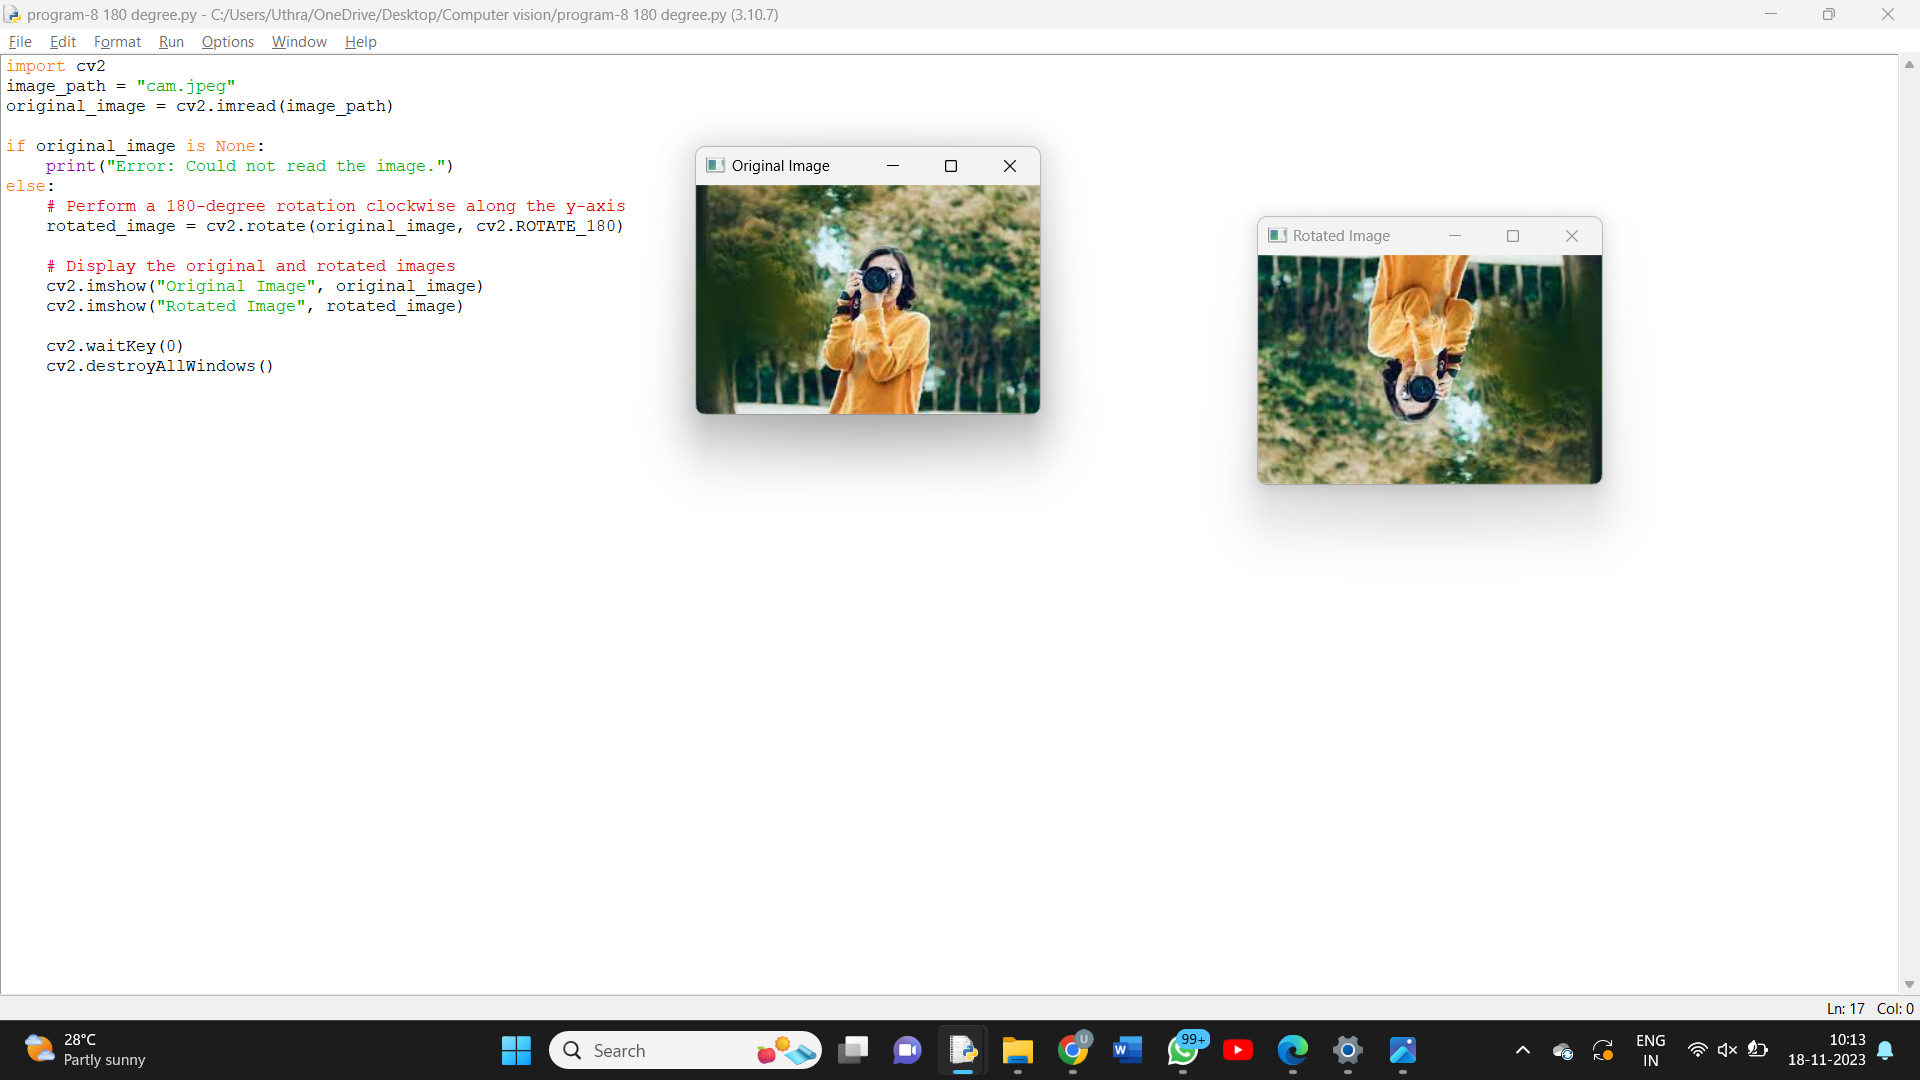 program-8 180 degree.py - C:/Users/Uthra/OneDrive/Desktop/Computer vision/program-8 180 degree.py (3.10.7)
File Edit Format Run Options Window Help
import cv2
image_path = "cam.jpeg"
original_image = cv2.imread(image_path)
if original_image is None:
    print("Error: Could not read the image.")
else:
    # Perform a 180-degree rotation clockwise along the y-axis
    rotated_image = cv2.rotate(original_image, cv2.ROTATE_180)
    # Display the original and rotated images
    cv2.imshow("Original Image", original_image)
    cv2.imshow("Rotated Image", rotated_image)
    cv2.waitKey(0)
    cv2.destroyAllWindows()
Original Image
Rotated Image
Ln: 17 Col: 0
28°C
Partly sunny
Search
U
W
99+
ENG
IN
10:13
18-11-2023